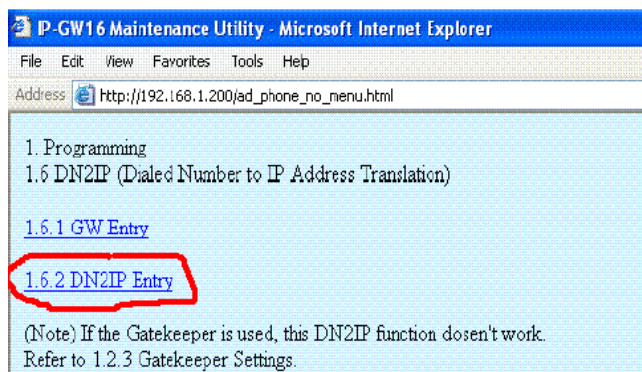 IP-GW16 Maintenance Utility - Microsoft Internet Explorer
File Edit View Favorites Tools Help
Address http://192.168.1.200/ad_phone_no_menu.html
1. Programming
1.6 DN2IP (Dialed Number to IP Address Translation)
1.6.1 GW Entry
1.6.2 DN2IP Entry
(Note) If the Gatekeeper is used, this DN2IP function dosen't work.
Refer to 1.2.3 Gatekeeper Settings.